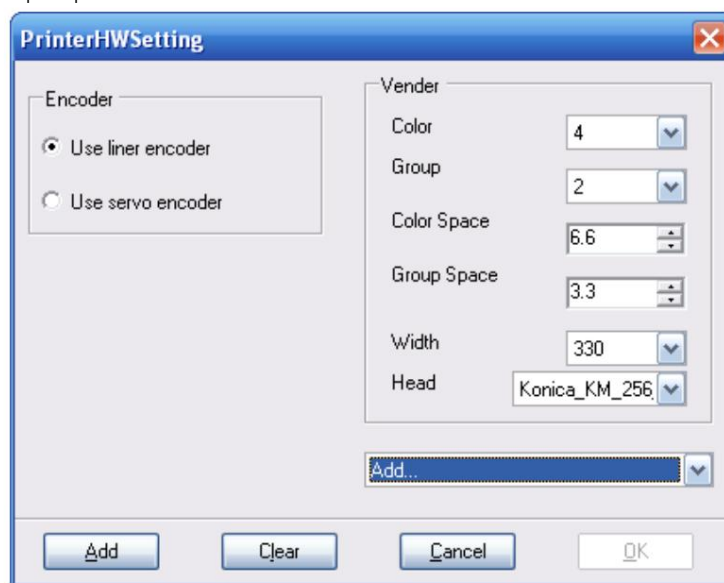 PrinterHWSetting
Encoder
Use liner encoder
Use servo encoder
Vender
Color 4
Group 2
Color Space 6.6
Group Space 3.3
Width 330
Head Konica_KM_256
Add...
Add Clear Cancel OK